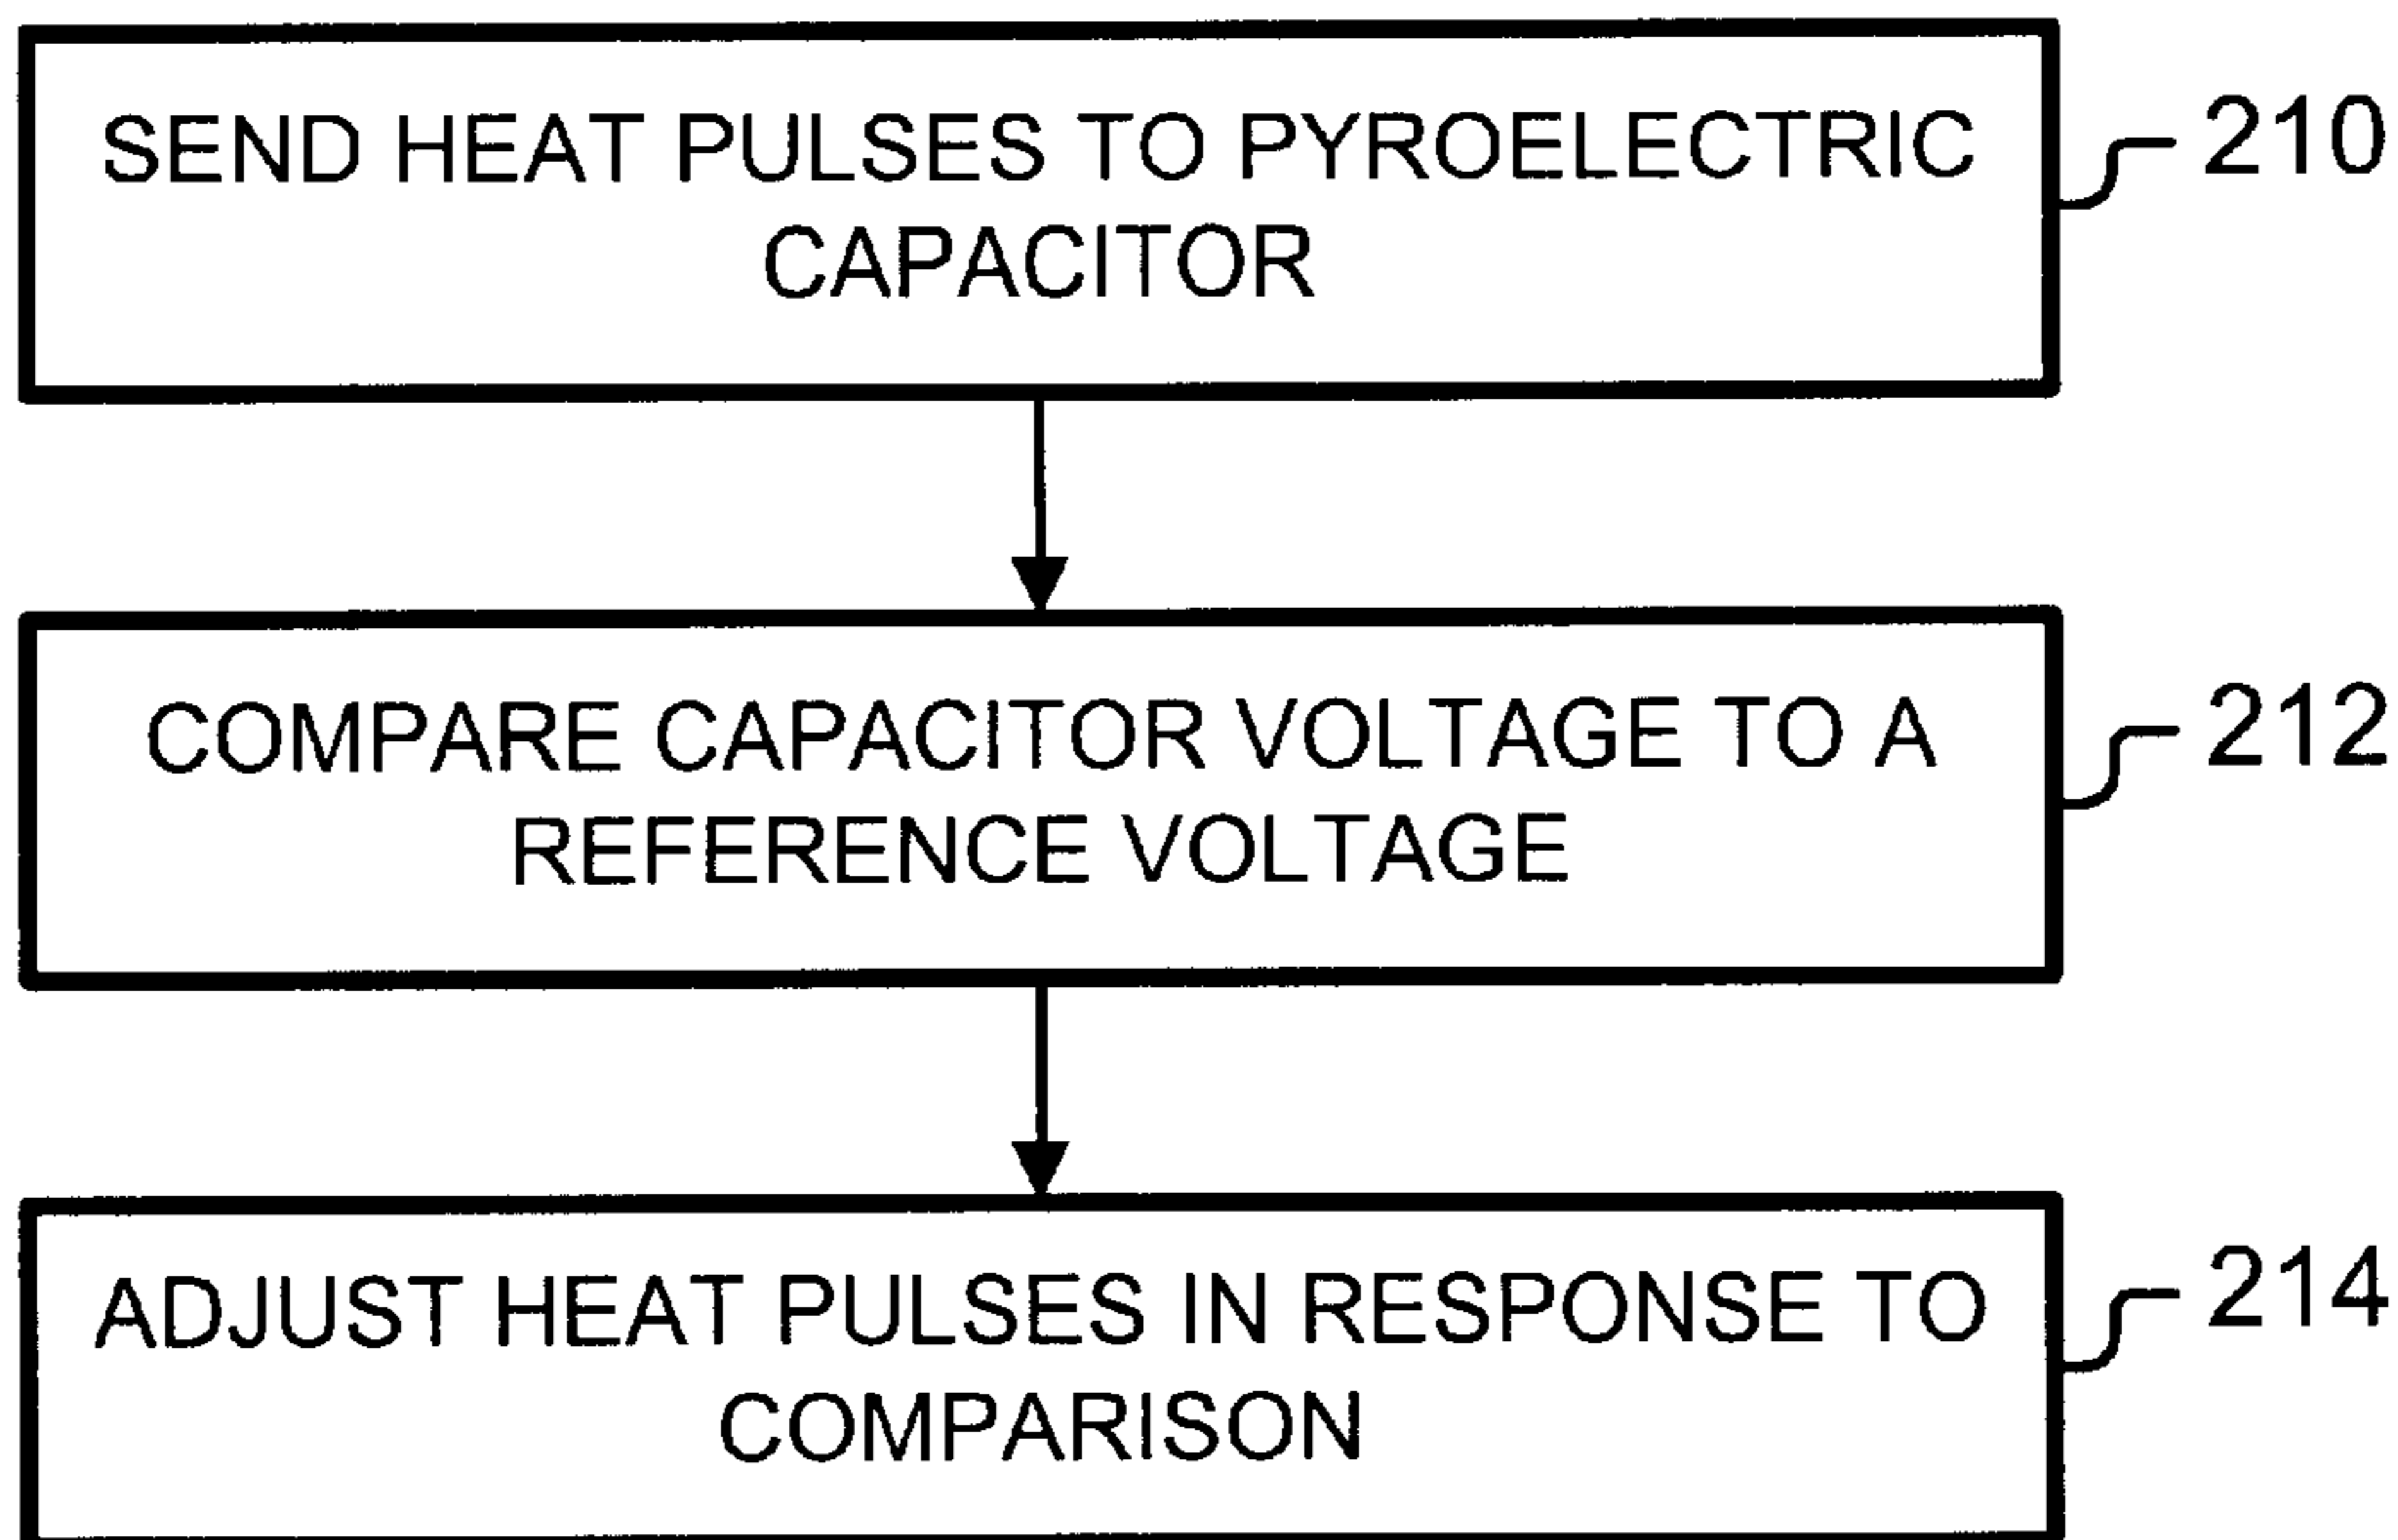 SEND HEAT PULSES TO PYROELECTRIC
CAPACITOR
210
COMPARE CAPACITOR VOLTAGE TO A
REFERENCE VOLTAGE
212
ADJUST HEAT PULSES IN RESPONSE TO
COMPARISON
214